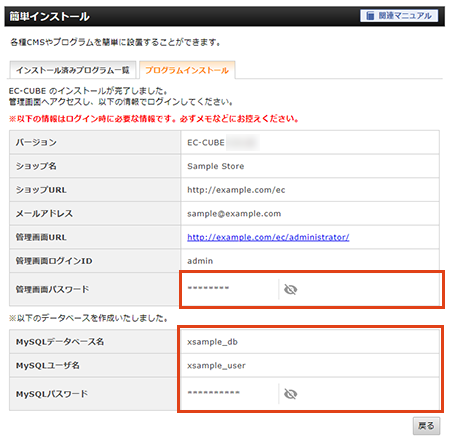 簡単インストール
関連マニュアル
各種CMSやプログラムを簡単に設置することができます。
インストール済みプログラム一覧
プログラムインストール
EC-CUBE のインストールが完了しました。
管理画面へアクセスし、以下の情報でログインしてください。
※以下の情報はログイン時に必要な情報です。必ずメモなどにお控えください。
バージョン EC-CUBE
ショップ名 Sample Store
ショップURL http://example.com/ec
メールアドレス sample@example.com
管理画面URL http://example.com/ec/administrator/
管理画面ログインID admin
管理画面パスワード ********
※以下のデータベースを作成いたしました。
MySQLデータベース名 xsample_db
MySQLユーザ名 xsample_user
MySQLパスワード **********
戻る